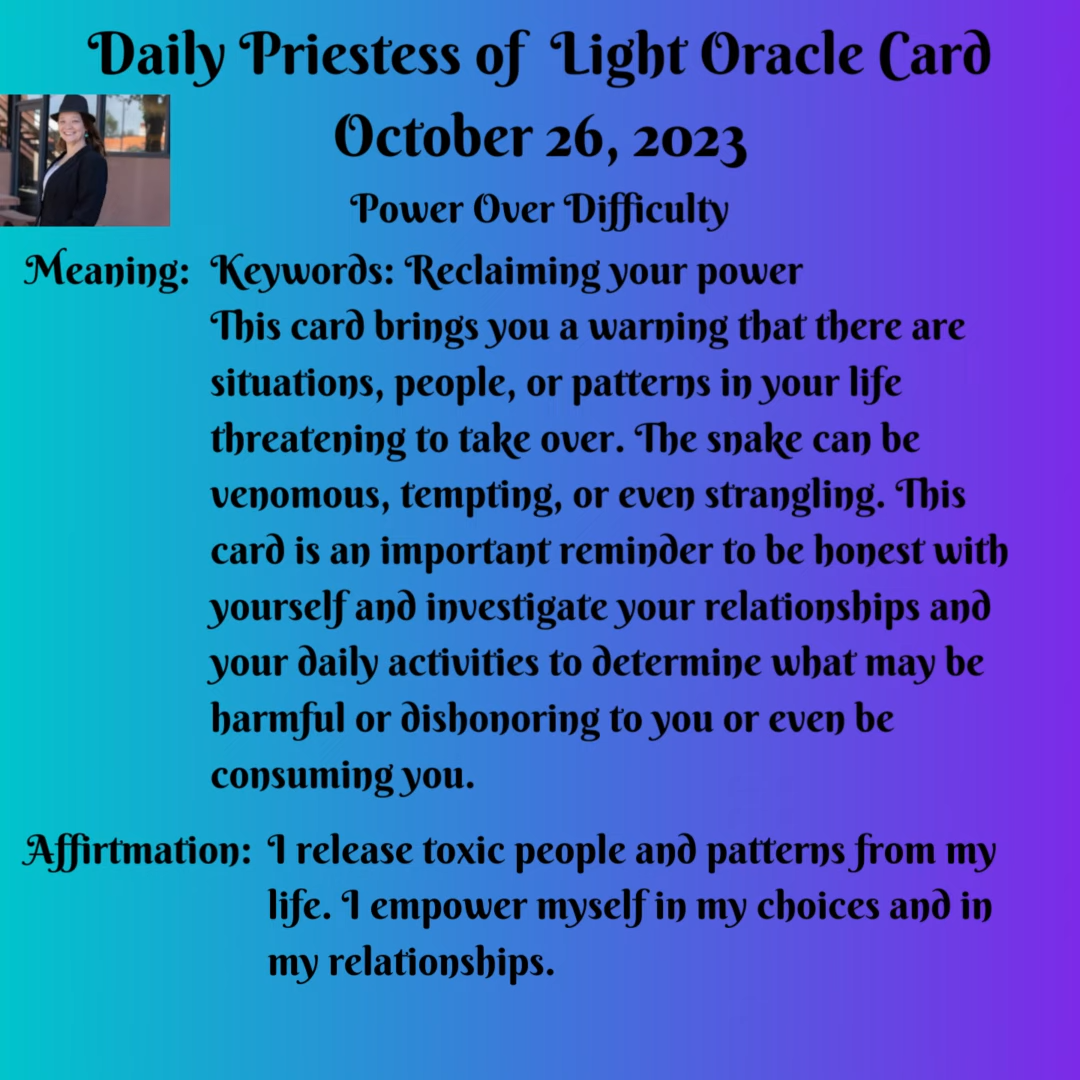 Daily Priestess of Light Oracle Card
October 26, 2023
Power Over Difficulty
Meaning: Keywords: Reclaiming your power
This card brings you a warning that there are
situations, people, or patterns in your life
threatening to take over. The snake can be
venomous, tempting, or even strangling. This
card is an important reminder to be honest with
yourself and investigate your relationships and
your daily activities to determine what may be
harmful or dishonoring to you or even be
consuming you.
Affirtmation: I release toxic people and patterns from my
life. I empower myself in my choices and in
my relationships.